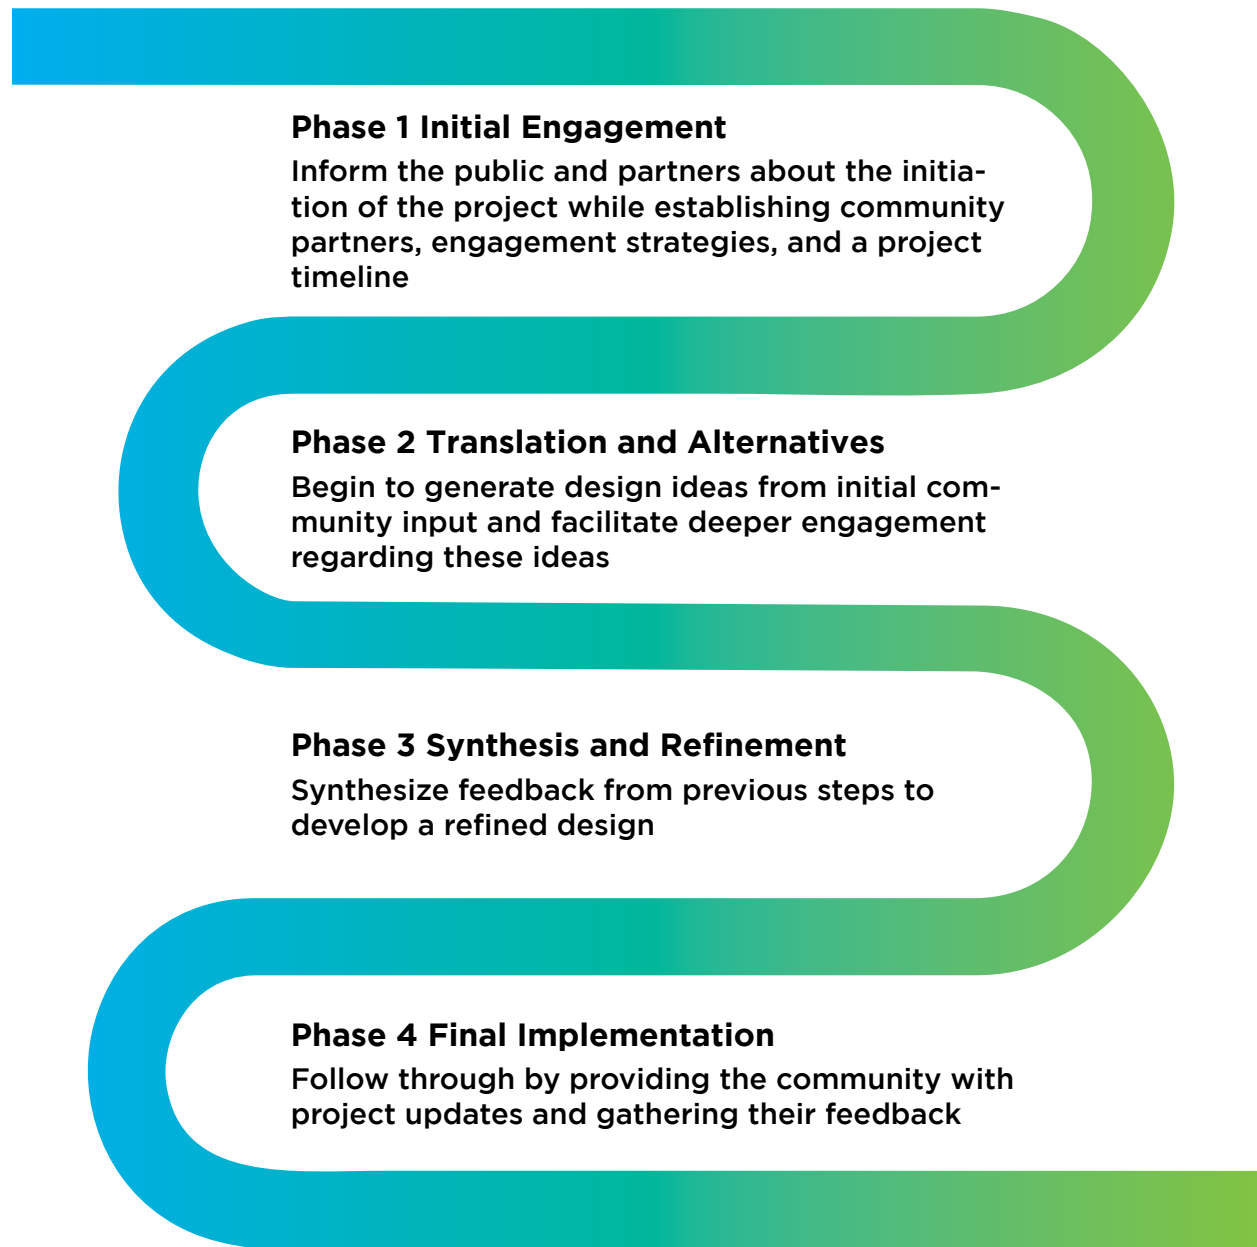 Phase 1 Initial Engagement
Inform the public and partners about the initia-
tion of the project while establishing community
partners, engagement strategies, and a project
timeline
Phase 2 Translation and Alternatives
Begin to generate design ideas from initial com-
munity input and facilitate deeper engagement
regarding these ideas
Phase 3 Synthesis and Refinement
Synthesize feedback from previous steps to
develop a refined design
Phase 4 Final Implementation
Follow through by providing the community with
project updates and gathering their feedback